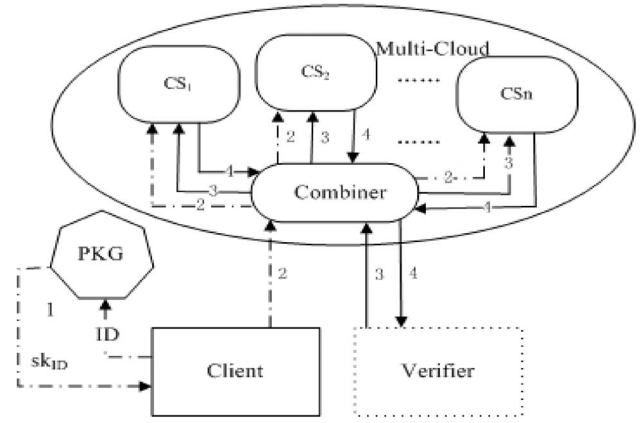 Multi-Cloud
CS₁
CS₂
......
CSn
2
3
4
......
4
3
2
2
3
4
Combiner
PKG
2
3
4
1
ID
sk_ID
Client
Verifier